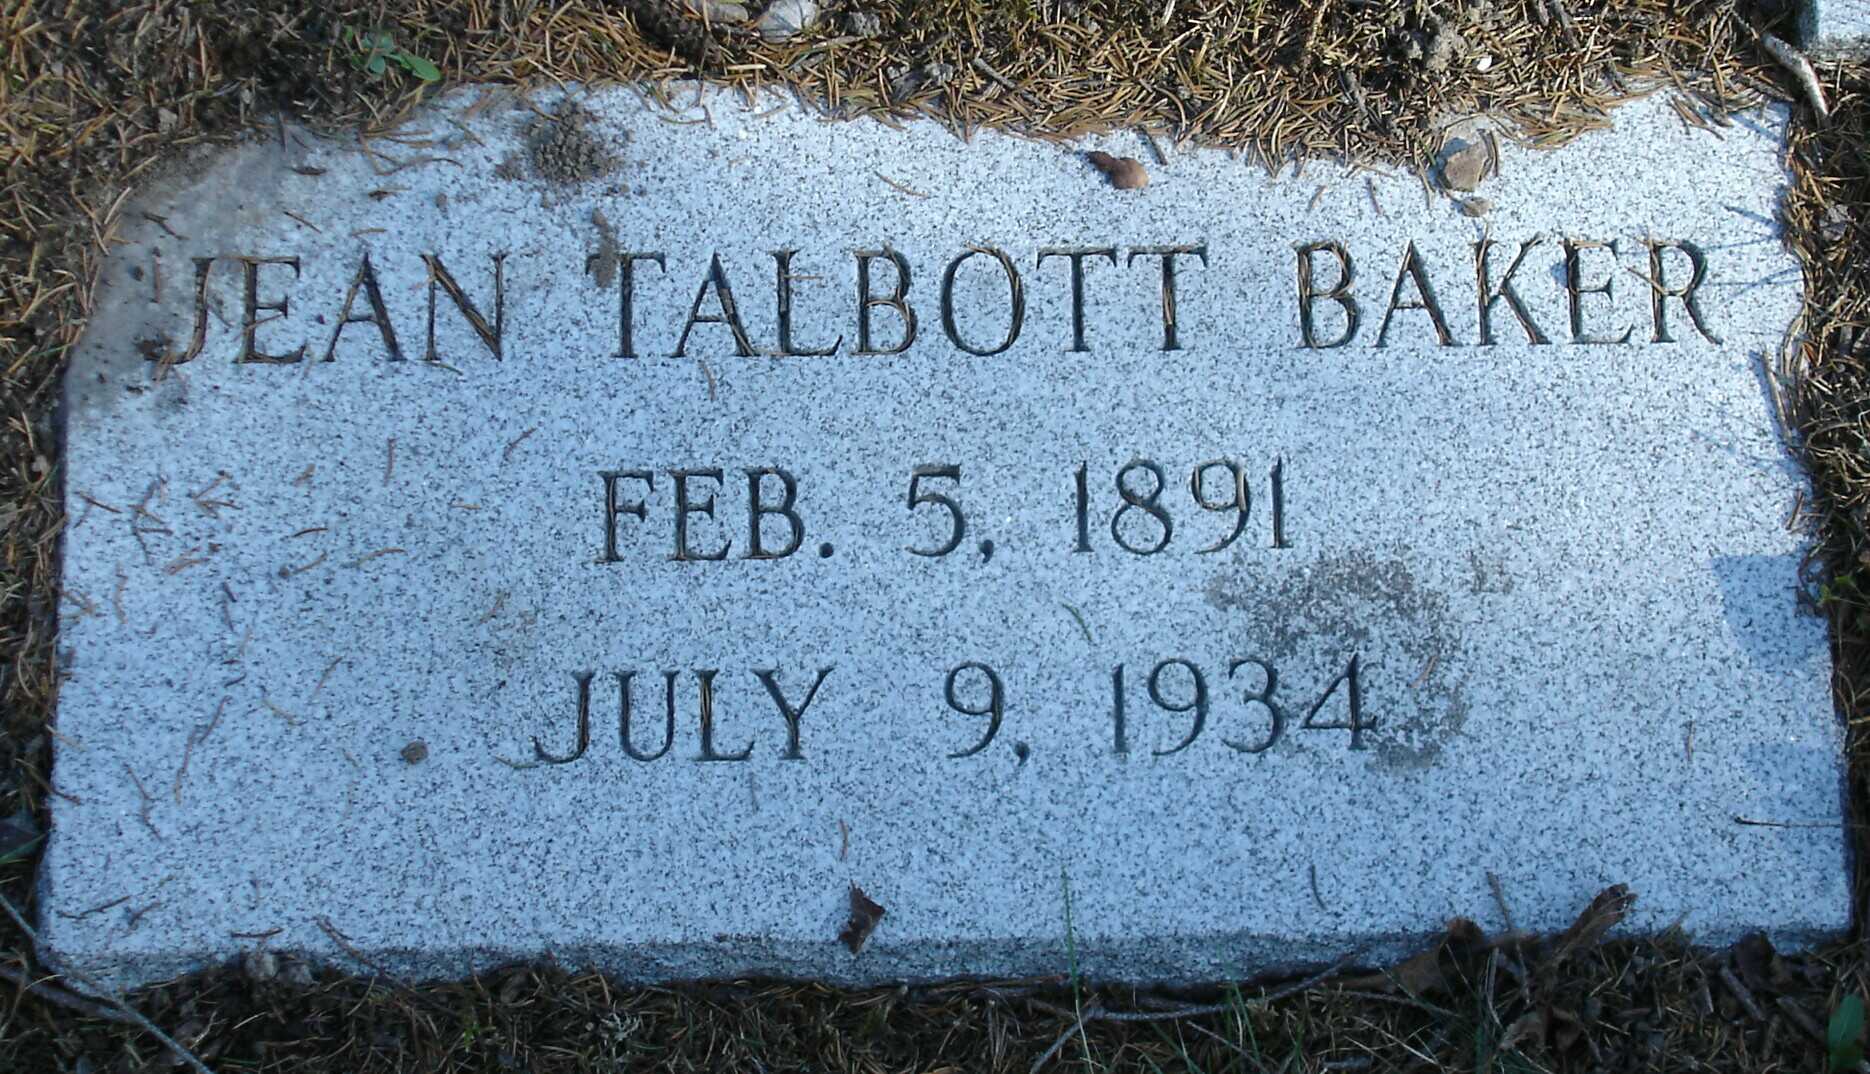 JEAN TALBOTT BAKER
FEB. 5, 1891
JULY 9, 1934